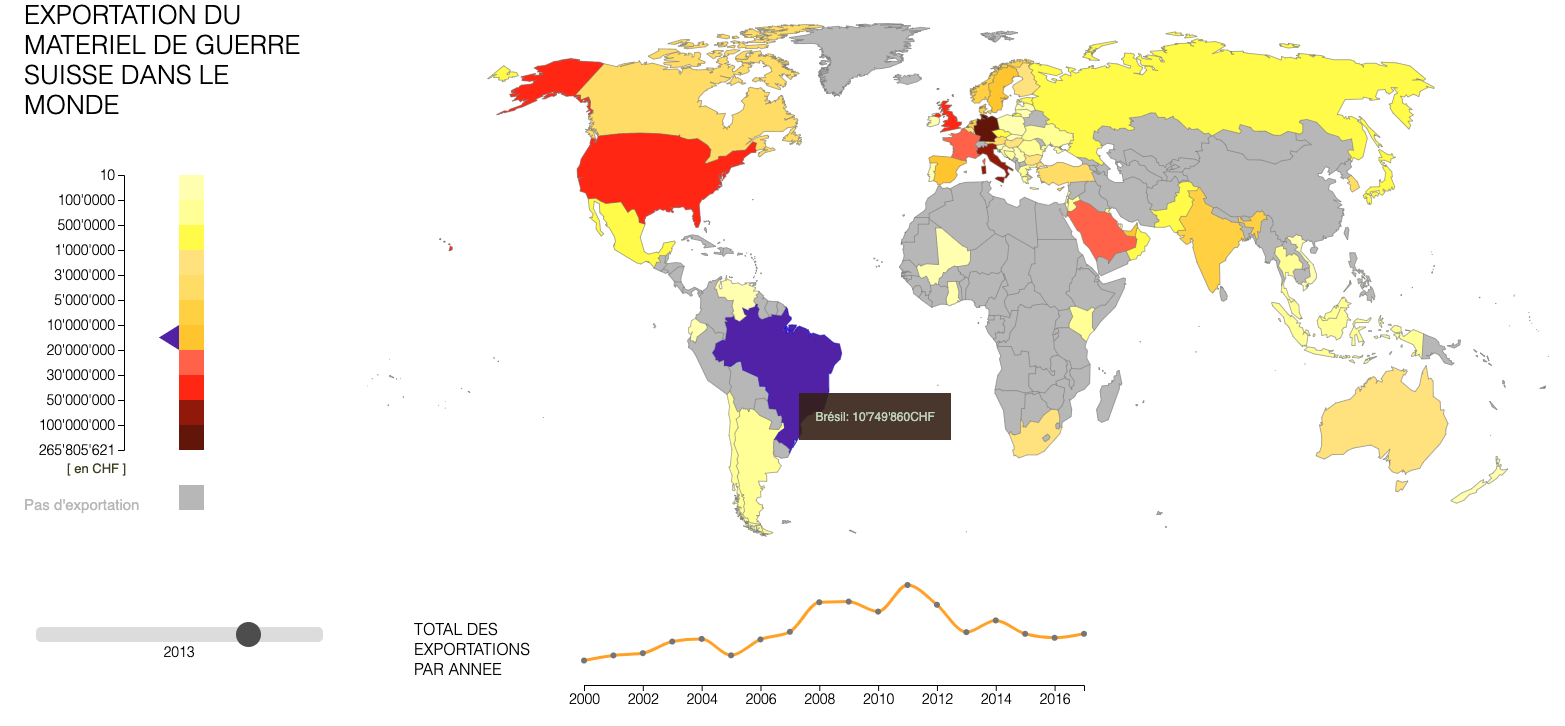 EXPORTATION DU
MATERIEL DE GUERRE
SUISSE DANS LE
MONDE
10
100'0000
500'000
1'000'000
3'000'000
5'000'000
10'000'000
20'000'000
30'000'000
50'000'000
100'000'000
265'805'621
[ en CHF ]
Pas d'exportation
Brésil: 10'749'860CHF
2013
TOTAL DES
EXPORTATIONS
PAR ANNEE
2000 2002 2004 2006 2008 2010 2012 2014 2016